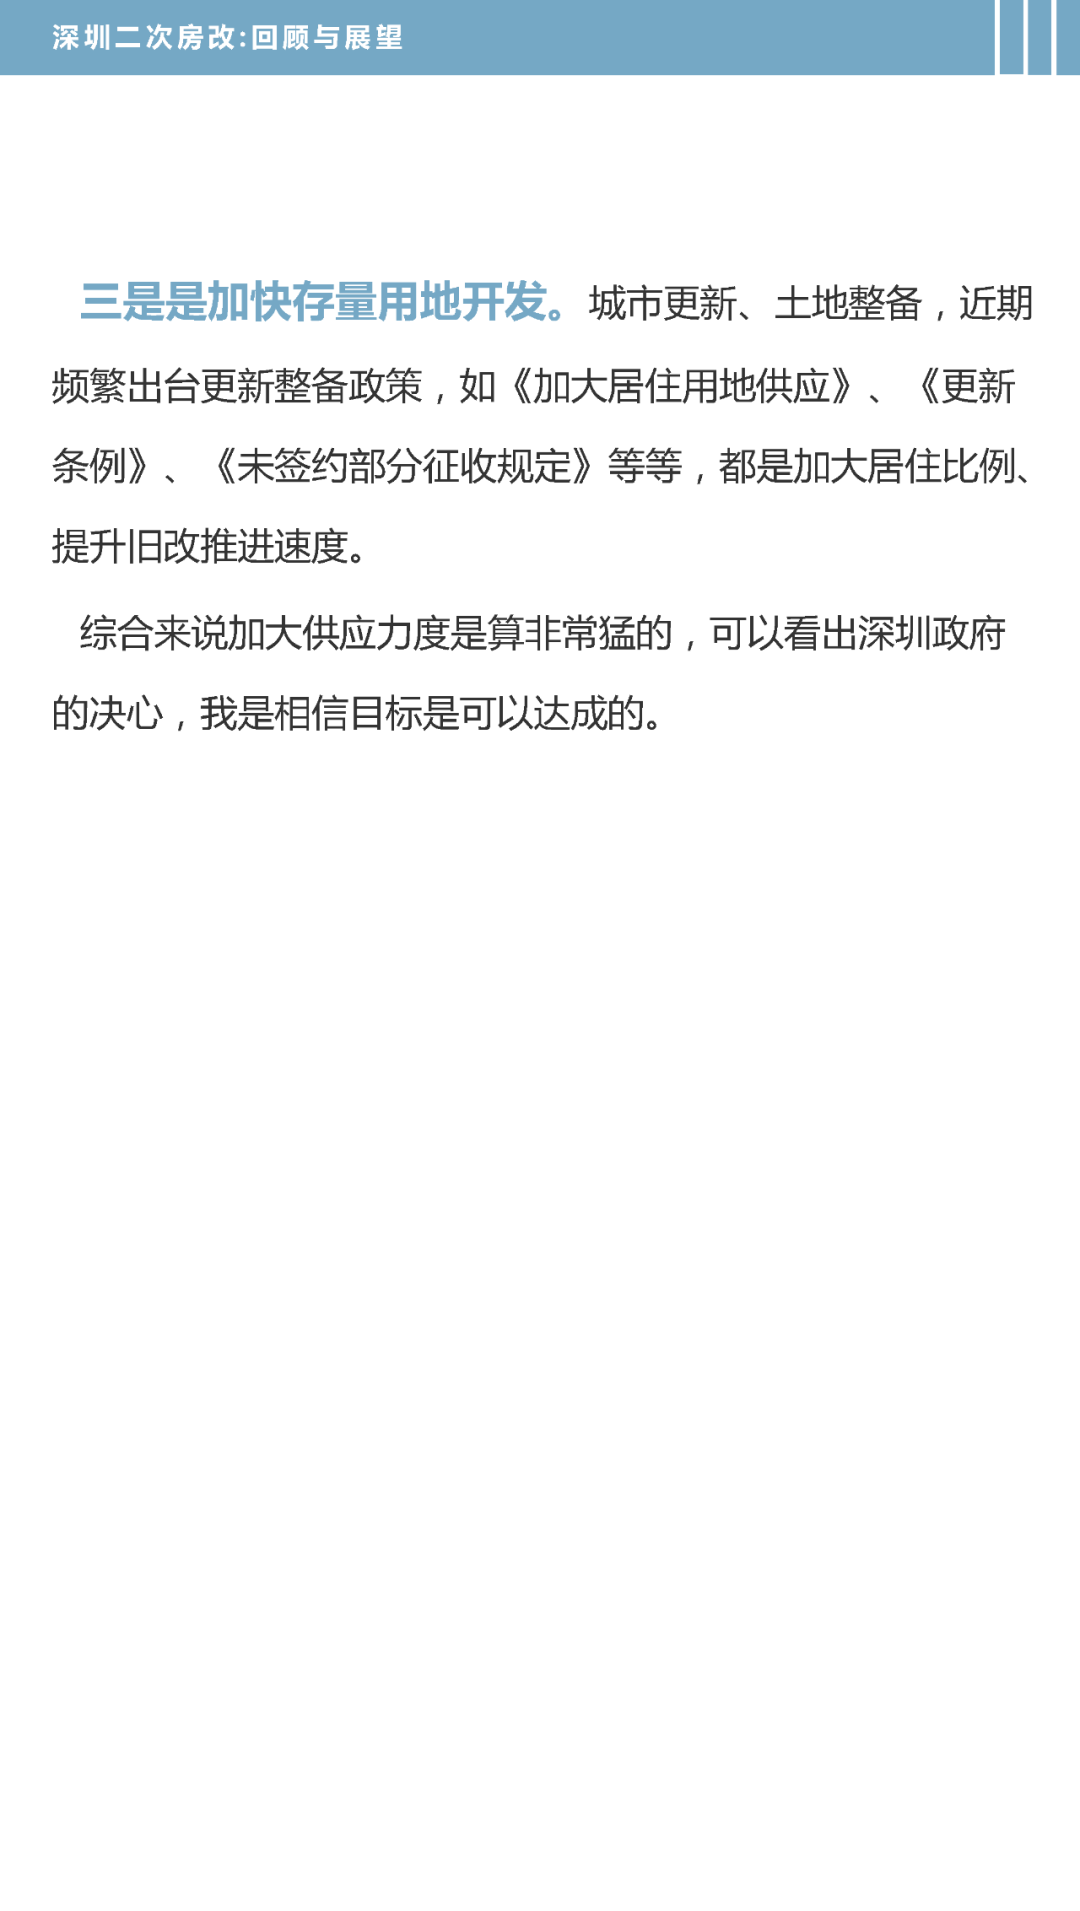 深圳二次房改:回顾与展望
三是是加快存量用地开发。城市更新、土地整备，近期
频繁出台更新整备政策，如《加大居住用地供应》、《更新
条例》、《未签约部分征收规定》等等，都是加大居住比例、
提升旧改推进速度。
综合来说加大供应力度是算非常猛的，可以看出深圳政府
的决心，我是相信目标是可以达成的。